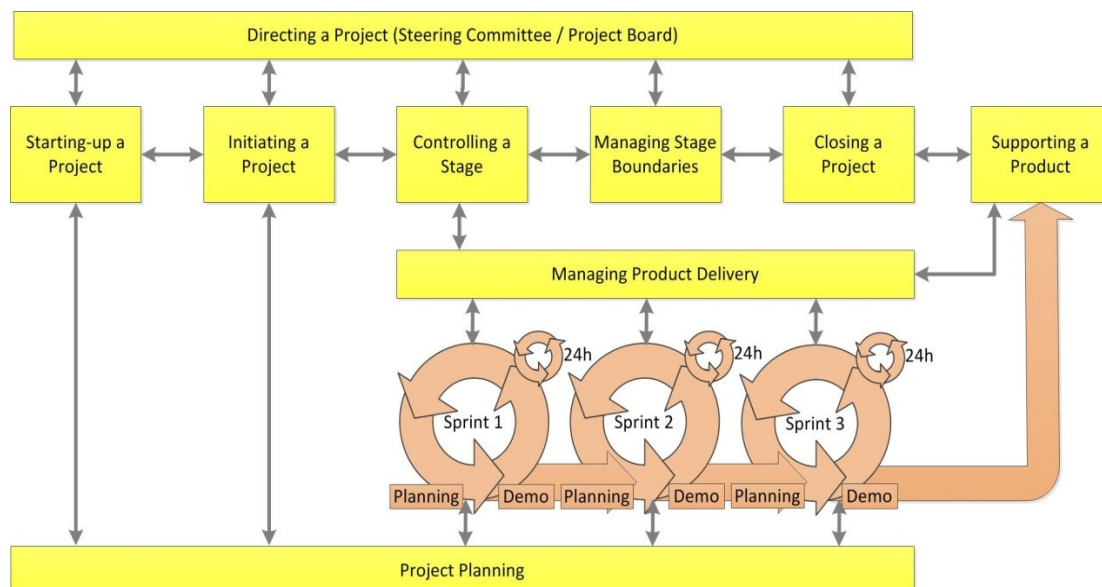 Directing a Project (Steering Committee / Project Board)
Starting-up a
Project
Initiating a
Project
Controlling a
Stage
Managing Stage
Boundaries
Closing a
Project
Supporting a
Product
Managing Product Delivery
24h
24h
24h
Sprint 1
Sprint 2
Sprint 3
Planning
Demo
Planning
Demo
Planning
Demo
Project Planning